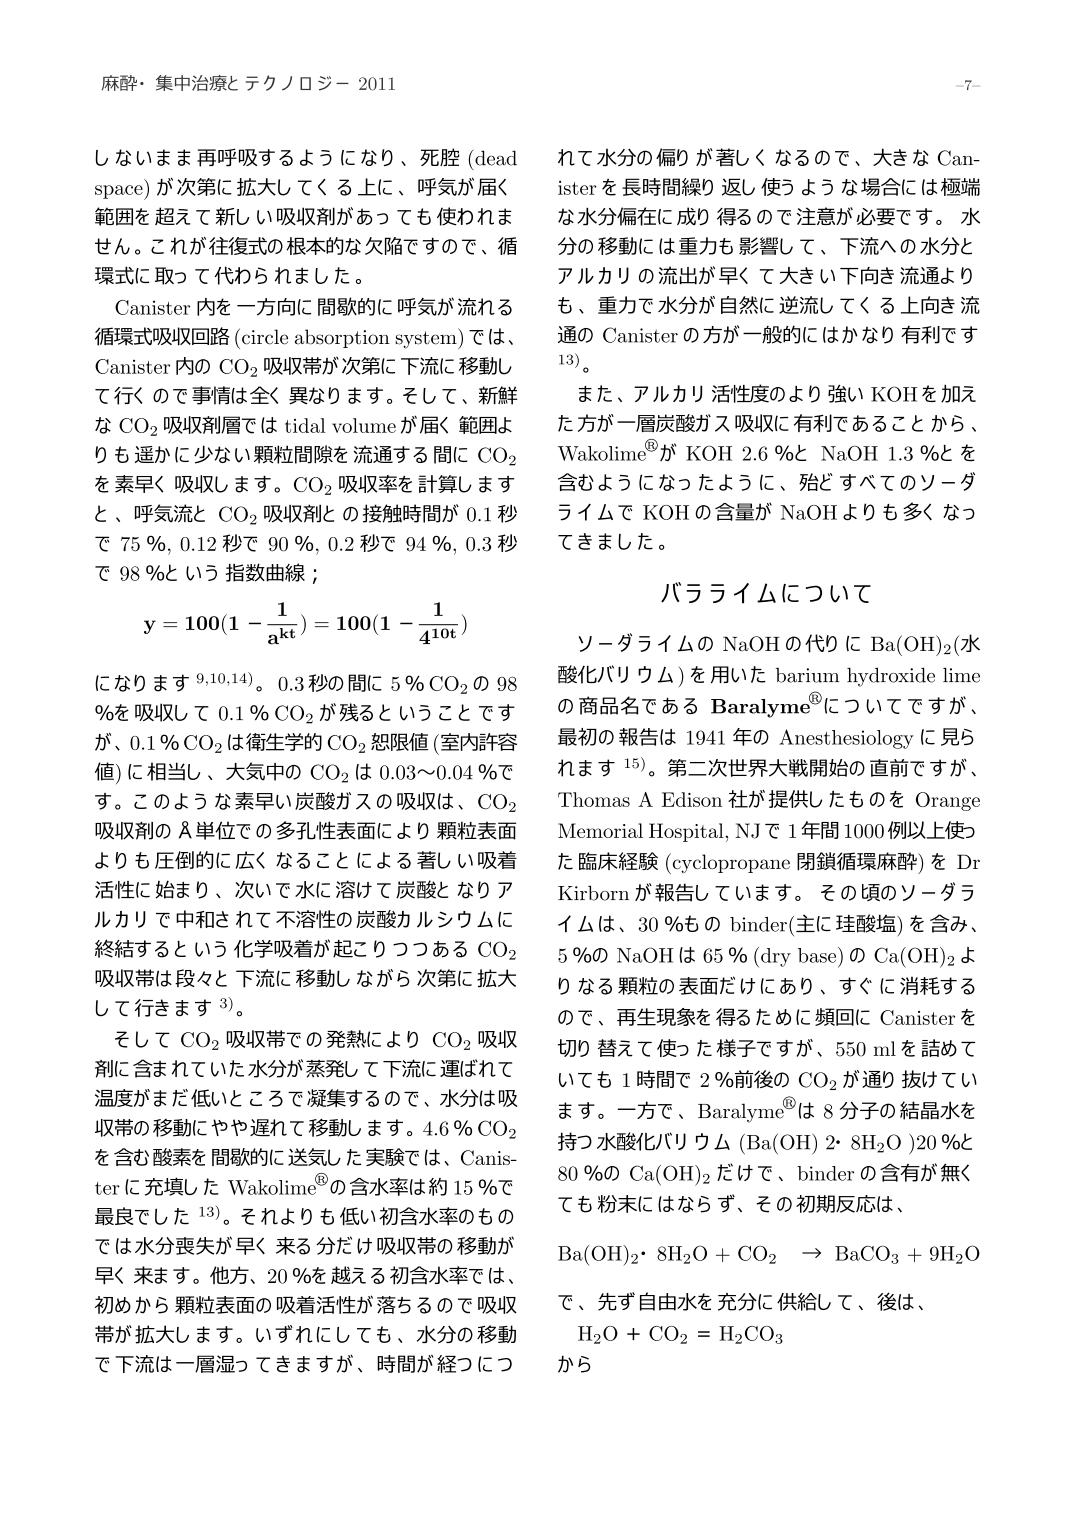 麻酔・集中治療とテクノロジー 2011
–7–
しないまま再呼吸するようになり、死腔 (dead
space) が次第に拡大してくる上に、呼気が届く
範囲を超えて新しい吸収剤があっても使われま
せん。これが往復式の根本的な欠陥ですので、循
環式に取って代わられました。
Canister 内を一方向に間歇的に呼気が流れる
循環式吸収回路 (circle absorption system) では、
Canister 内の CO₂ 吸収帯が次第に下流に移動し
て行くので事情は全く異なります。そして、新鮮
な CO₂ 吸収剤層では tidal volume が届く範囲よ
りも遥かに少ない顆粒間隙を流通する間に CO₂
を素早く吸収します。CO₂ 吸収率を計算します
と、呼気流と CO₂ 吸収剤との接触時間が 0.1 秒
で 75 %, 0.12 秒で 90 %, 0.2 秒で 94 %, 0.3 秒
で 98 %という指数曲線；
y = 100(1 − 1/a^kt) = 100(1 − 1/4^10t)
になります 9,10,14)。0.3 秒の間に 5 % CO₂ の 98
%を吸収して 0.1 % CO₂ が残るということです
が、0.1 % CO₂ は衛生学的 CO₂ 恕限値 (室内許容
値) に相当し、大気中の CO₂ は 0.03〜0.04 %で
す。このような素早い炭酸ガスの吸収は、CO₂
吸収剤の Å 単位での多孔性表面により顆粒表面
よりも圧倒的に広くなることによる著しい吸着
活性に始まり、次いで水に溶けて炭酸となりア
ルカリで中和されて不溶性の炭酸カルシウムに
終結するという化学吸着が起こりつつある CO₂
吸収帯は段々と下流に移動しながら次第に拡大
して行きます 3)。
そして CO₂ 吸収帯での発熱により CO₂ 吸収
剤に含まれていた水分が蒸発して下流に運ばれて
温度がまだ低いところで凝集するので、水分は吸
収帯の移動にやや遅れて移動します。4.6 % CO₂
を含む酸素を間歇的に送気した実験では、Canis-
ter に充填した Wakolime®の含水率は約 15 %で
最良でした 13)。それよりも低い初含水率のもの
では水分喪失が早く来る分だけ吸収帯の移動が
早く来ます。他方、20 %を越える初含水率では、
初めから顆粒表面の吸着活性が落ちるので吸収
帯が拡大します。いずれにしても、水分の移動
で下流は一層湿ってきますが、時間が経つにつ
れて水分の偏りが著しくなるので、大きな Can-
ister を長時間繰り返し使うような場合には極端
な水分偏在に成り得るので注意が必要です。 水
分の移動には重力も影響して、下流への水分と
アルカリの流出が早くて大きい下向き流通より
も、重力で水分が自然に逆流してくる上向き流
通の Canister の方が一般的にはかなり有利です
13)。
また、アルカリ活性度のより強い KOH を加え
た方が一層炭酸ガス吸収に有利であることから、
Wakolime®が KOH 2.6 %と NaOH 1.3 %とを
含むようになったように、殆どすべてのソーダ
ライムで KOH の含量が NaOH よりも多くなっ
てきました。
バラライムについて
ソーダライムの NaOH の代りに Ba(OH)₂(水
酸化バリウム) を用いた barium hydroxide lime
の商品名である Baralyme®についてですが、
最初の報告は 1941 年の Anesthesiology に見ら
れます 15)。第二次世界大戦開始の直前ですが、
Thomas A Edison 社が提供したものを Orange
Memorial Hospital, NJ で 1 年間 1000 例以上使っ
た臨床経験 (cyclopropane 閉鎖循環麻酔) を Dr
Kirborn が報告しています。 その頃のソーダラ
イムは、30 %もの binder(主に珪酸塩) を含み、
5 %の NaOH は 65 % (dry base) の Ca(OH)₂ よ
りなる顆粒の表面だけにあり、すぐに消耗する
ので、再生現象を得るために頻回に Canister を
切り替えて使った様子ですが、550 ml を詰めて
いても 1 時間で 2 %前後の CO₂ が通り抜けてい
ます。一方で、Baralyme®は 8 分子の結晶水を
持つ水酸化バリウム (Ba(OH) 2・8H₂O )20 %と
80 %の Ca(OH)₂ だけで、binder の含有が無く
ても粉末にはならず、その初期反応は、
Ba(OH)₂・8H₂O + CO₂ → BaCO₃ + 9H₂O
で、先ず自由水を充分に供給して、後は、
H₂O + CO₂ = H₂CO₃
から